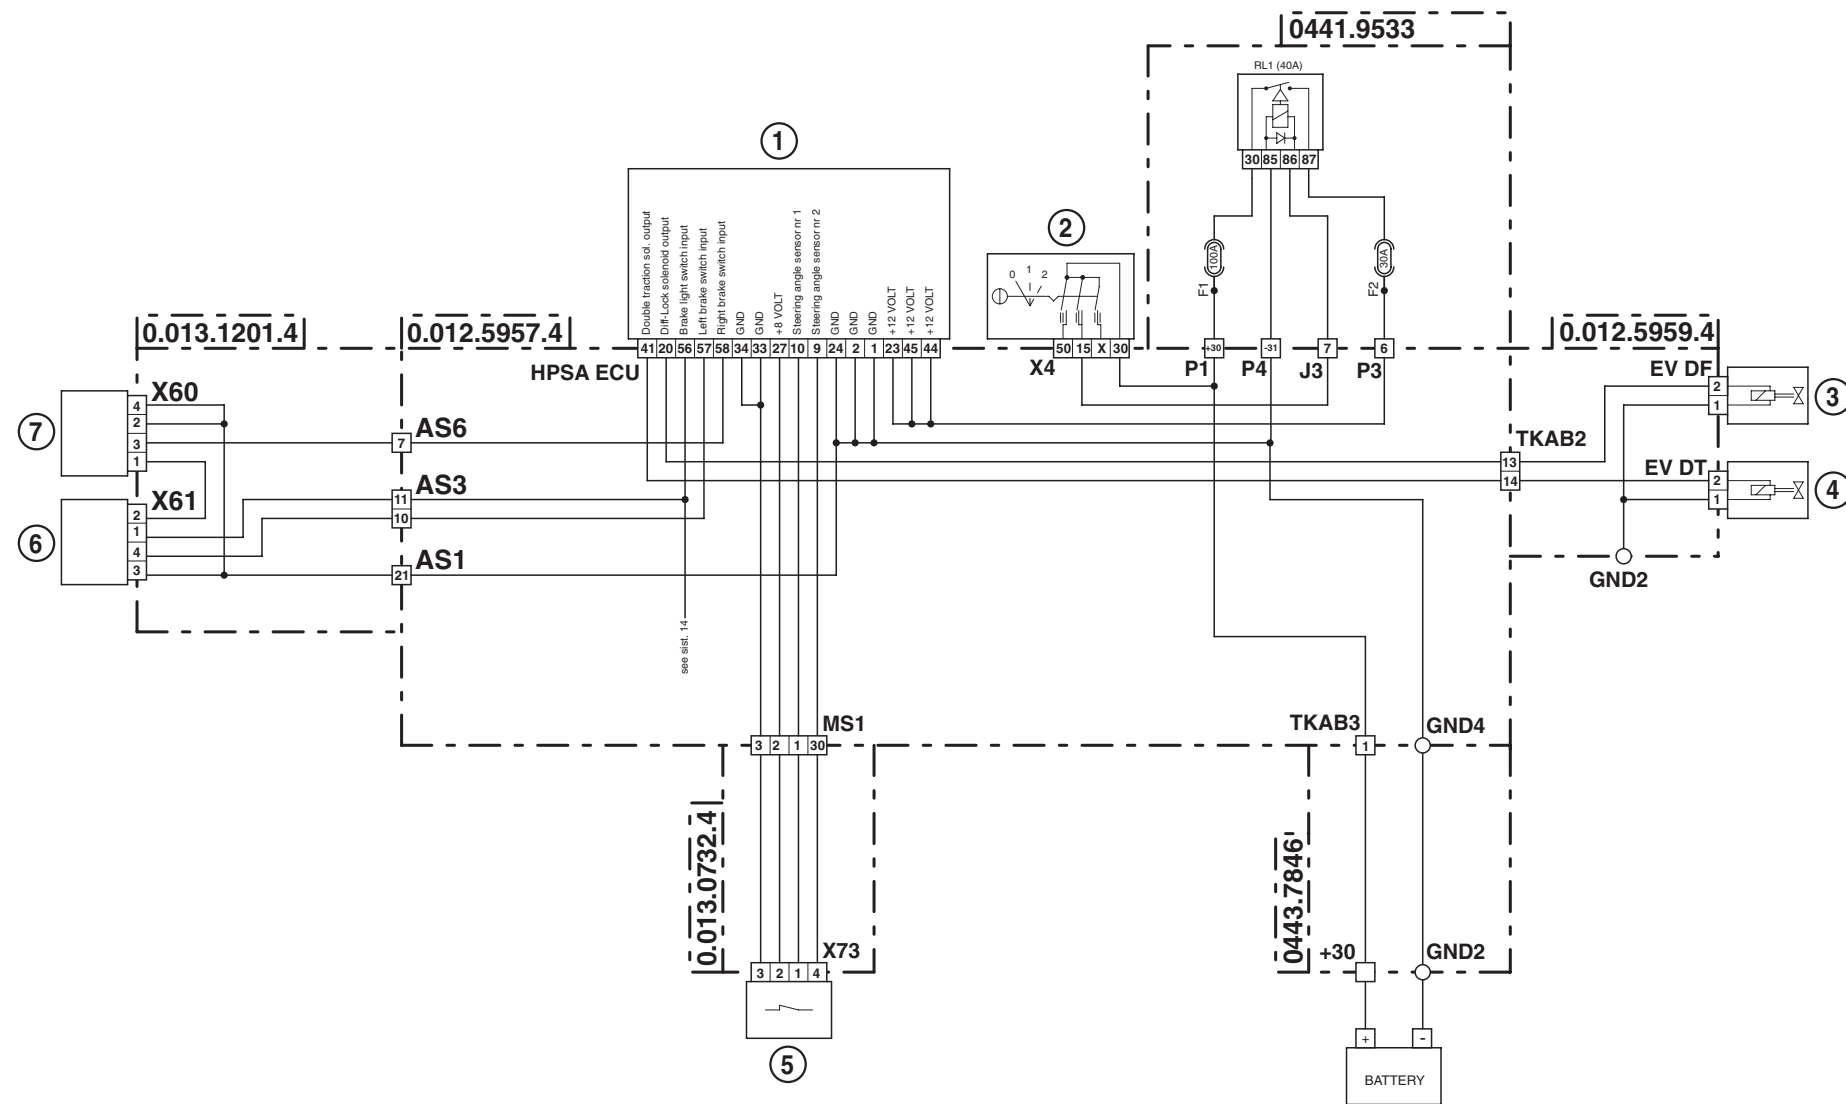 0441.9533
RL1 (40A)
30 85 86 87
1
2
100A
F1
30A
F2
0 1 2
Double traction sol. output
Diff-Lock solenoid output
Brake light switch input
Left brake switch input
Right brake switch input
GND
GND
+8 VOLT
Steering angle sensor nr 1
Steering angle sensor nr 2
GND
GND
GND
+12 VOLT
+12 VOLT
+12 VOLT
0.013.1201.4
0.012.5957.4
0.012.5959.4
41 20 56 57 58 34 33 27 10 9 24 2 1 23 45 44
50 15 X 30
+30
-31
7
6
HPSA ECU
X4
P1
P4
J3
P3
EV DF
2
1
3
X60
4
2
3
1
7
AS6
7
TKAB2
13
14
EV DT
2
1
4
X61
2
1
4
3
6
AS3
11
10
AS1
21
GND2
see sist. 14
MS1
3 2 1 30
TKAB3
1
GND4
0.013.0732.4
0443.7846
X73
3 2 1 4
5
+30
GND2
+
-
BATTERY